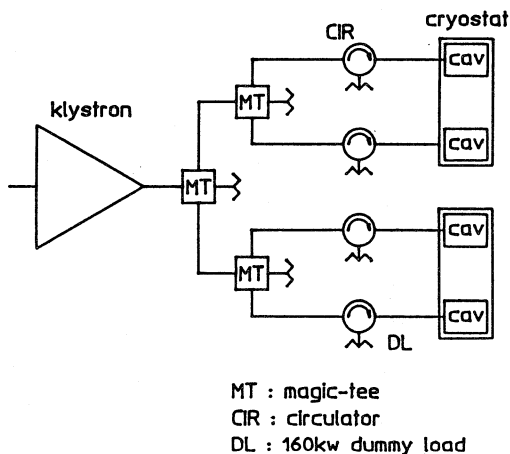 cryostat
CIR
cav
klystron
MT
cav
MT
cav
MT
cav
DL
MT : magic-tee
CIR : circulator
DL : 160kw dummy load